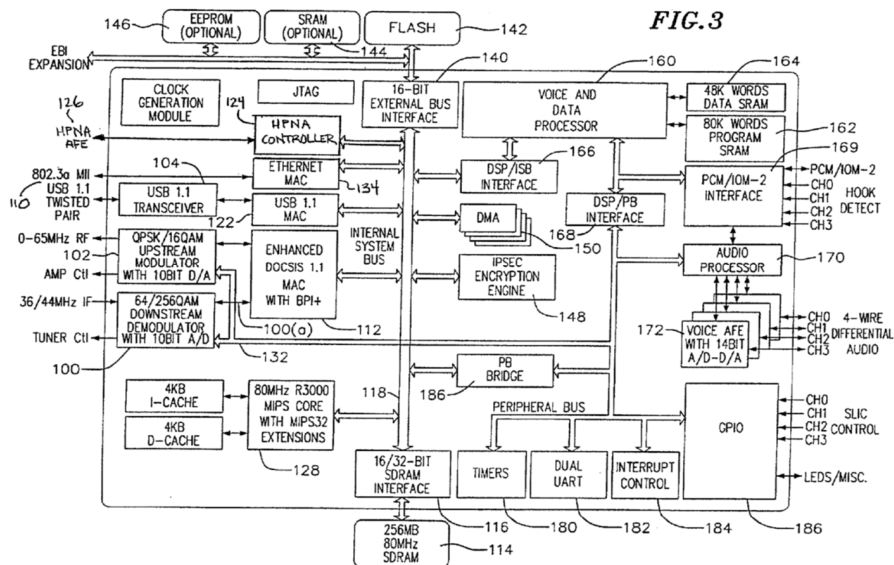 FIG.3
146
EEPROM
(OPTIONAL)
SRAM
(OPTIONAL)
144
FLASH
142
EBI
EXPANSION
140
160
164
CLOCK
GENERATION
MODULE
JTAG
16-BIT
EXTERNAL BUS
INTERFACE
VOICE AND
DATA
PROCESSOR
48K WORDS
DATA SRAM
80K WORDS
PROGRAM
SRAM
162
126
HPNA
AFE
124
HPNA
CONTROLLER
169
802.3a MII
104
ETHERNET
MAC
134
DSP/ISB
INTERFACE
166
PCM/IOM-2
INTERFACE
PCM/IOM-2
CH0
CH1
CH2
CH3
HOOK
DETECT
110
USB 1.1
TWISTED
PAIR
USB 1.1
TRANSCEIVER
122
USB 1.1
MAC
DSP/PB
INTERFACE
168
DMA
150
0-65MHz RF
102
AMP Ctl
QPSK/16QAM
UPSTREAM
MODULATOR
WITH 10BIT D/A
ENHANCED
DOCSIS 1.1
MAC
WITH BPI+
INTERNAL
SYSTEM
BUS
IPSEC
ENCRYPTION
ENGINE
148
AUDIO
PROCESSOR
170
36/44MHz IF
TUNER Ctl
64/256QAM
DOWNSTREAM
DEMODULATOR
WITH 10BIT A/D
100
100(a)
112
132
172
VOICE AFE
WITH 14BIT
A/D-D/A
CH0
CH1
CH2
CH3
4-WIRE
DIFFERENTIAL
AUDIO
118
186
PB
BRIDGE
4KB
I-CACHE
4KB
D-CACHE
80MHz R3000
MIPS CORE
WITH MIPS32
EXTENSIONS
128
PERIPHERAL BUS
GPIO
CH0
CH1
CH2
CH3
SLIC
CONTROL
LEDS/MISC.
16/32-BIT
SDRAM
INTERFACE
116
TIMERS
180
DUAL
UART
182
INTERRUPT
CONTROL
184
186
256MB
80MHz
SDRAM
114